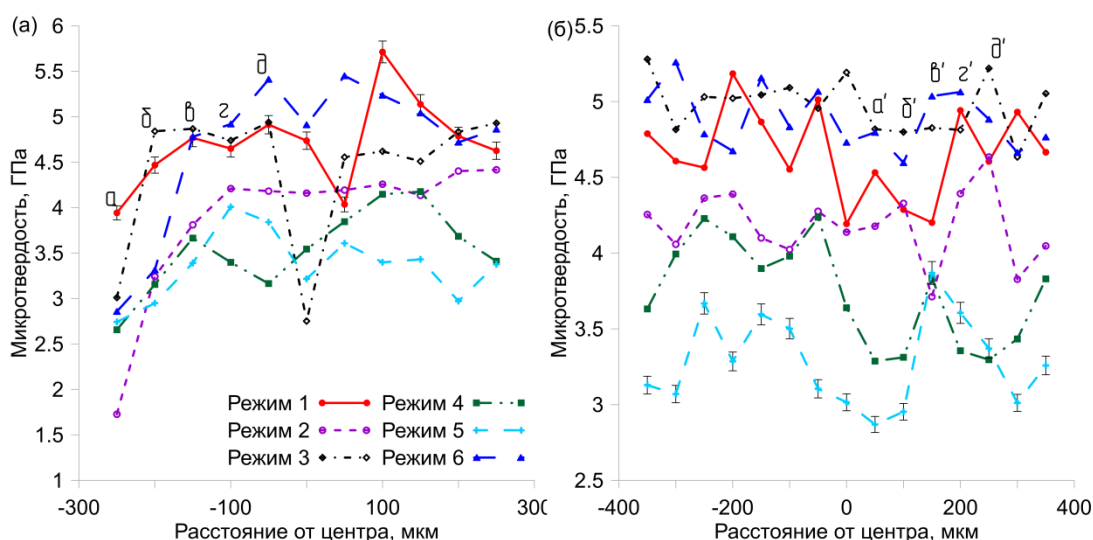 (а)
Микротвердость, ГПа
6
5.5
5
4.5
4
3.5
3
2.5
2
1.5
1
а
б
в
г
д
Режим 1 Режим 4
Режим 2 Режим 5
Режим 3 Режим 6
-300 -200 -100 0 100 200 300
Расстояние от центра, мкм
(б)
Микротвердость, ГПа
5.5
5
4.5
4
3.5
3
2.5
а'
б'
в'
г'
д'
-400 -200 0 200 400
Расстояние от центра, мкм